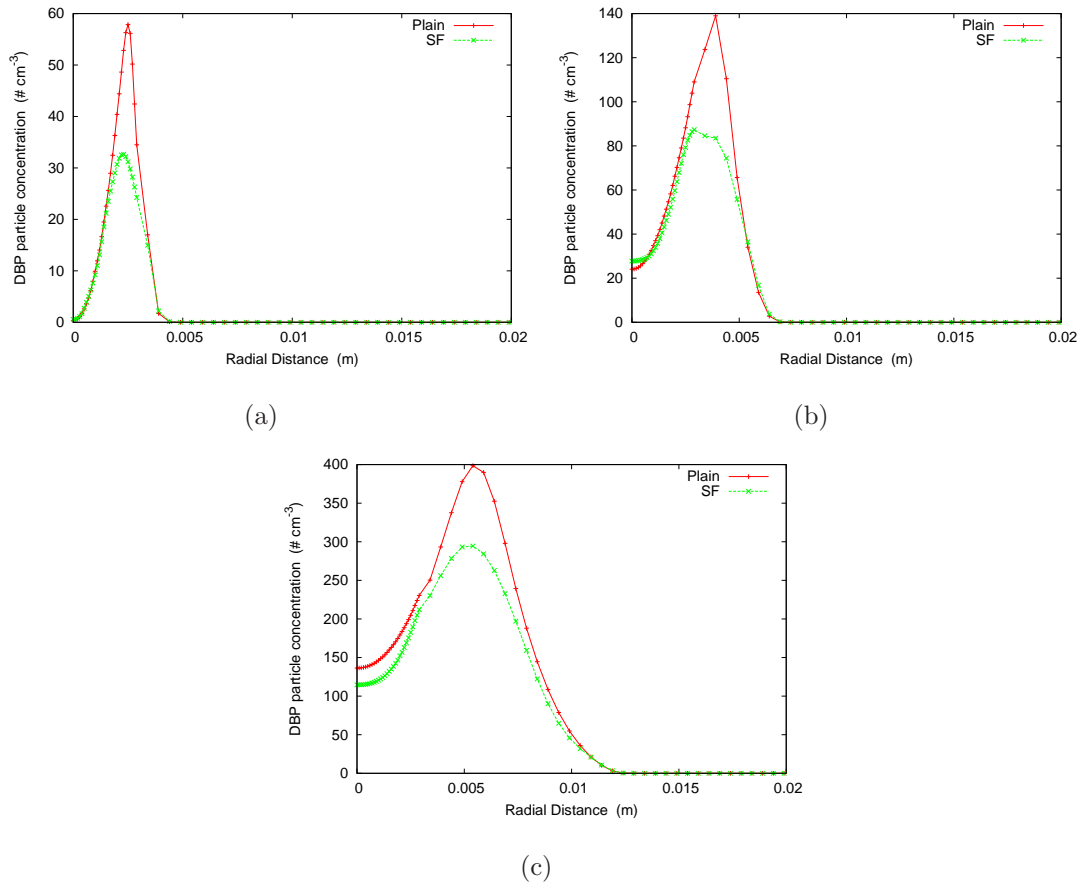 60
50
40
30
20
10
0
DBP particle concentration (# cm-3)
0 0.005 0.01 0.015 0.02
Radial Distance (m)
Plain
SF
(a)
140
120
100
80
60
40
20
0
DBP particle concentration (# cm-3)
0 0.005 0.01 0.015 0.02
Radial Distance (m)
Plain
SF
(b)
400
350
300
250
200
150
100
50
0
DBP particle concentration (# cm-3)
0 0.005 0.01 0.015 0.02
Radial Distance (m)
Plain
SF
(c)